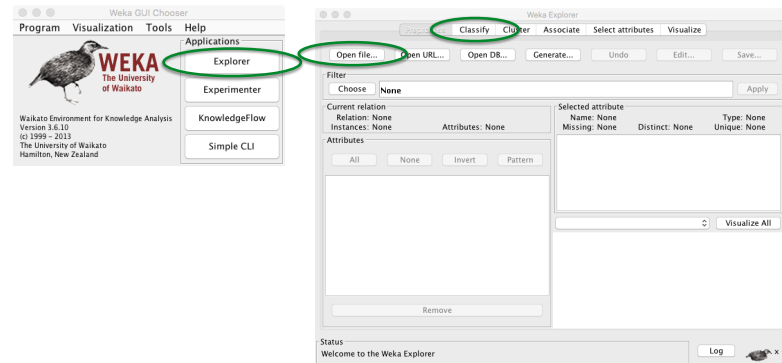 Weka GUI Chooser
Program Visualization Tools Help
WEKA
The University
of Waikato
Waikato Environment for Knowledge Analysis
Version 3.6.10
(c) 1999 - 2013
The University of Waikato
Hamilton, New Zealand
Applications
Explorer
Experimenter
KnowledgeFlow
Simple CLI
Weka Explorer
Preprocess Classify Cluster Associate Select attributes Visualize
Open file... Open URL... Open DB... Generate... Undo Edit... Save...
Filter
Choose None Apply
Current relation
Relation: None
Instances: None Attributes: None
Attributes
All None Invert Pattern
Remove
Selected attribute
Name: None Type: None
Missing: None Distinct: None Unique: None
Visualize All
Status
Welcome to the Weka Explorer
Log
x